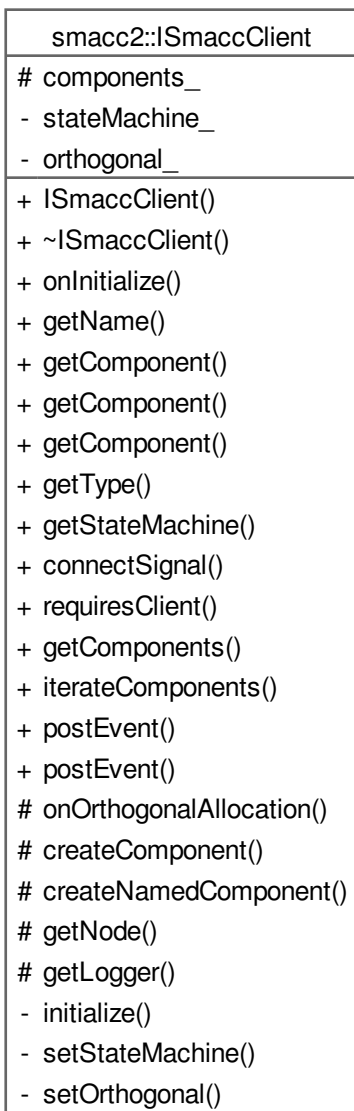 smacc2::ISmaccClient
# components_
- stateMachine_
- orthogonal_
+ ISmaccClient()
+ ~ISmaccClient()
+ onInitialize()
+ getName()
+ getComponent()
+ getComponent()
+ getComponent()
+ getType()
+ getStateMachine()
+ connectSignal()
+ requiresClient()
+ getComponents()
+ iterateComponents()
+ postEvent()
+ postEvent()
# onOrthogonalAllocation()
# createComponent()
# createNamedComponent()
# getNode()
# getLogger()
- initialize()
- setStateMachine()
- setOrthogonal()